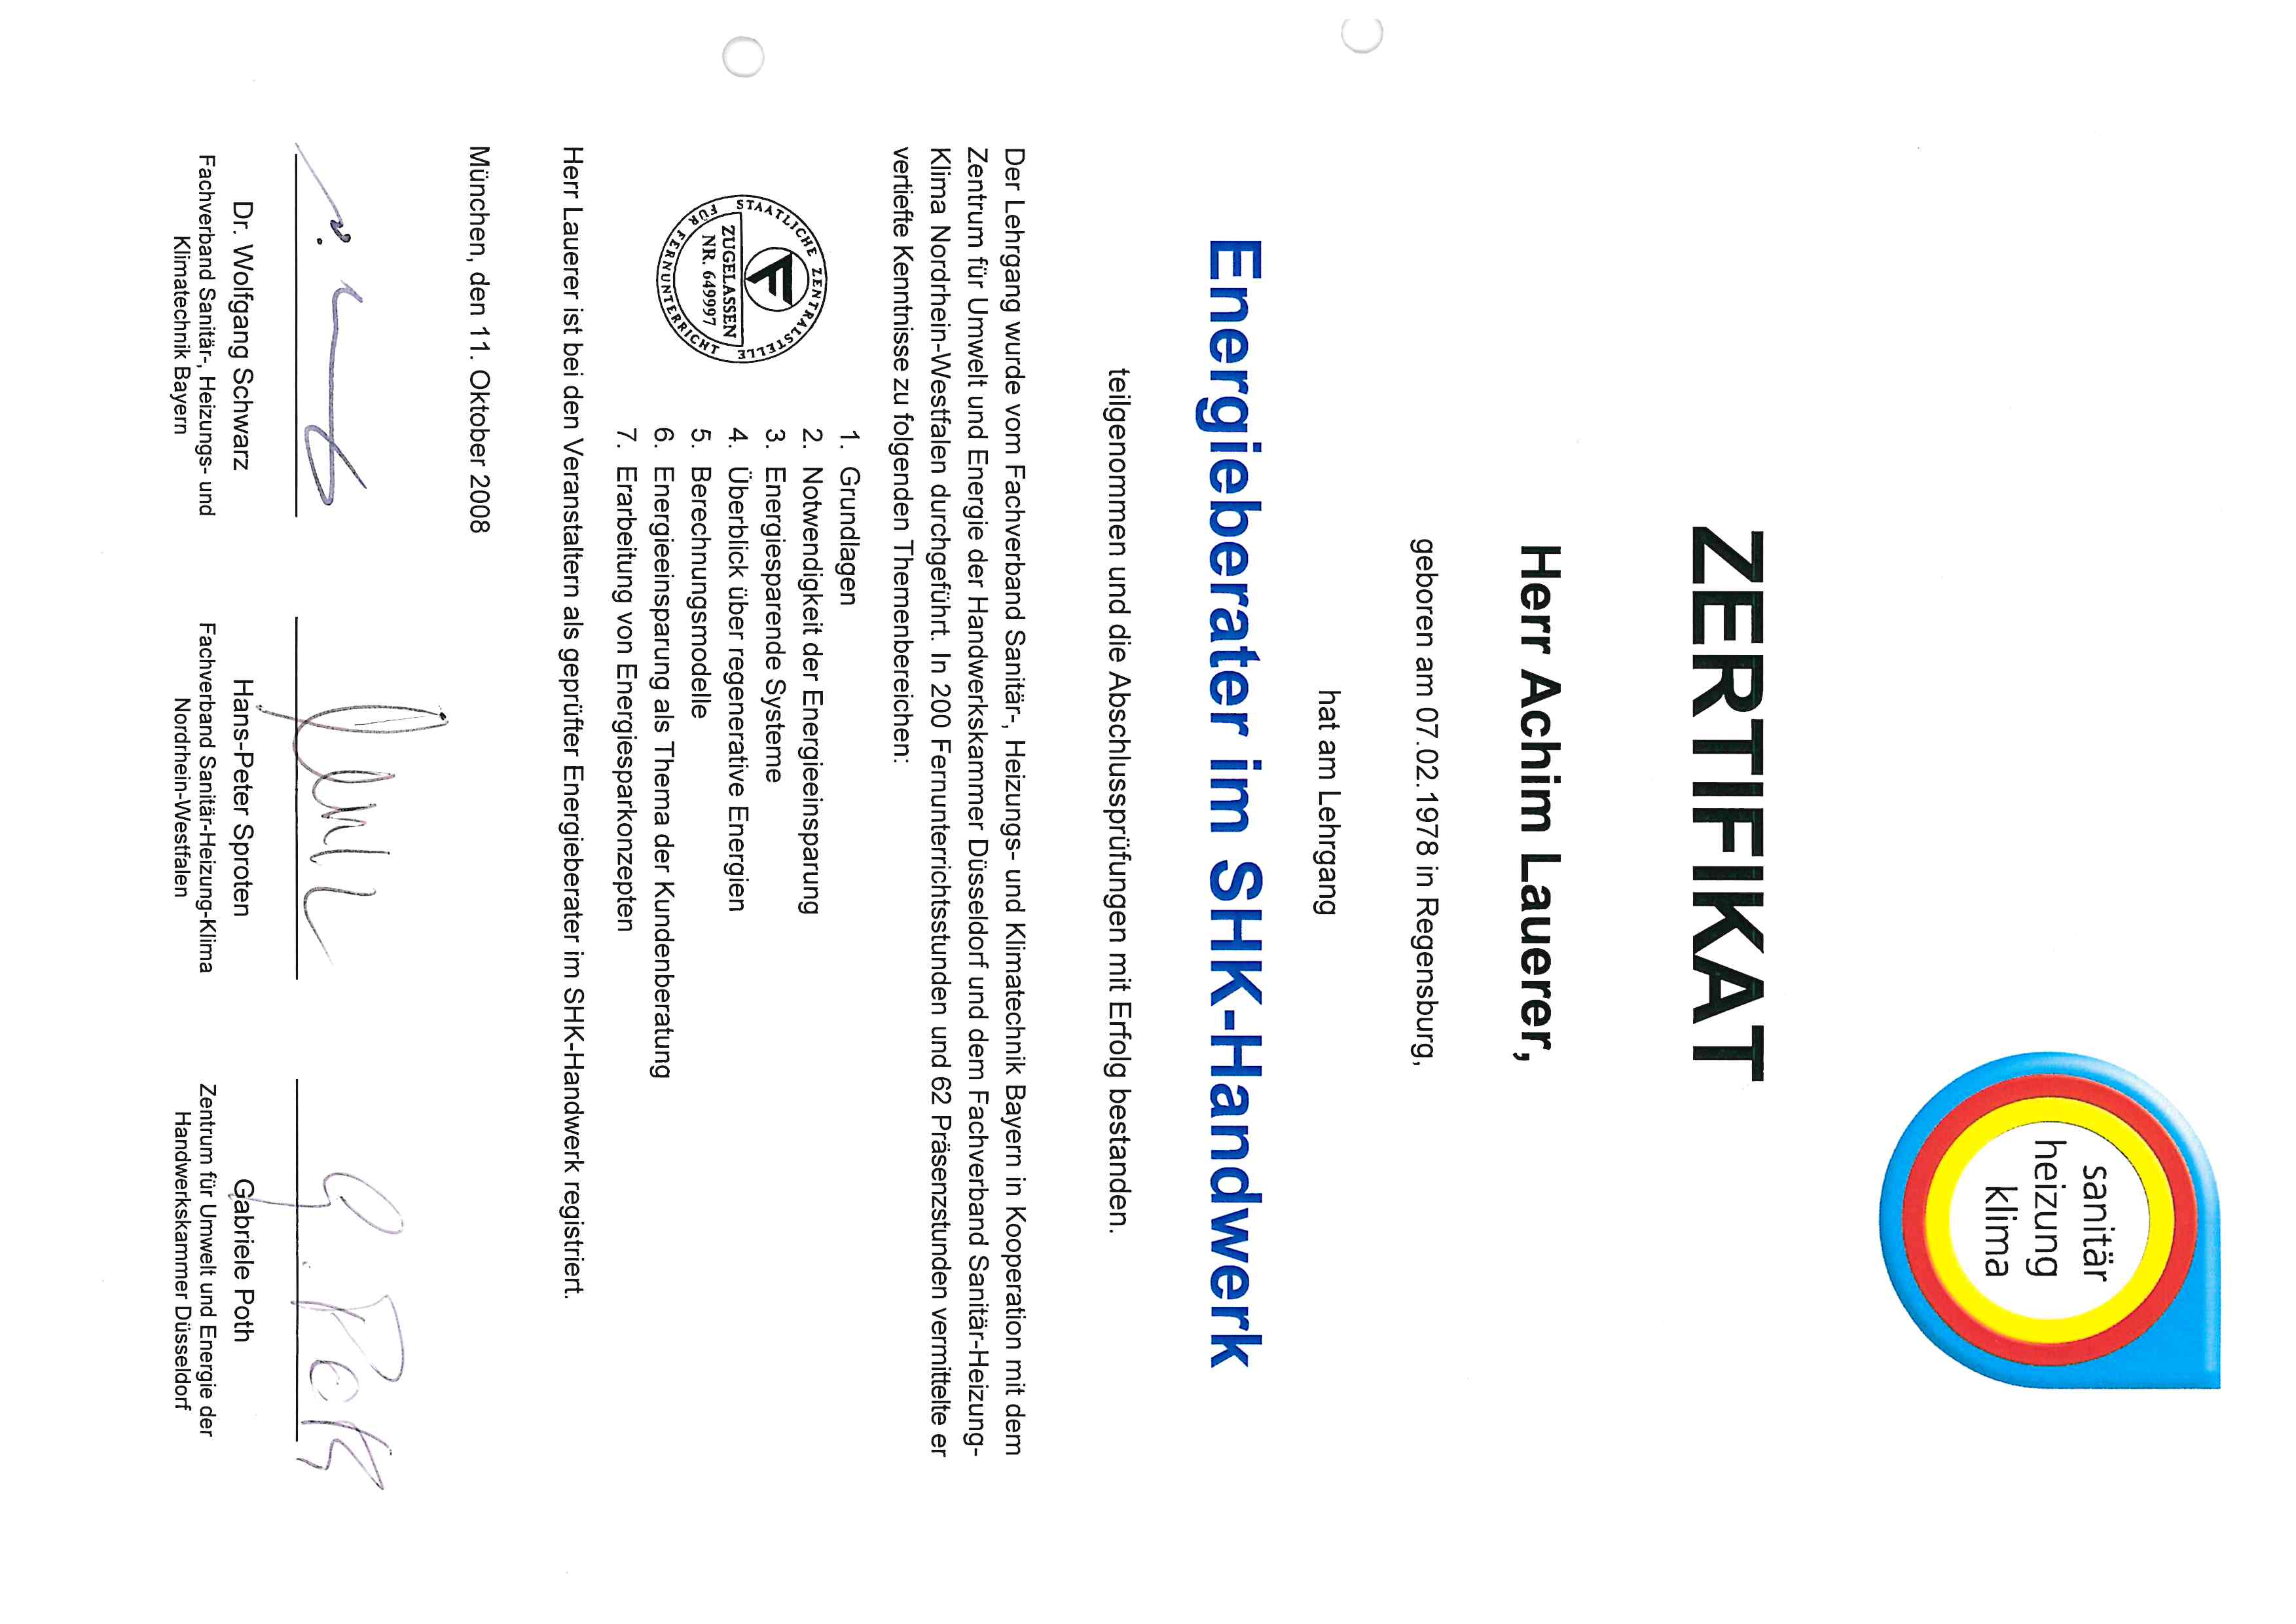 sanitär
heizung
klima
ZERTIFIKAT
Herr Achim Lauerer,
geboren am 07.02.1978 in Regensburg,
hat am Lehrgang
Energieberater im SHK-Handwerk
teilgenommen und die Abschlussprüfungen mit Erfolg bestanden.
Der Lehrgang wurde vom Fachverband Sanitär-, Heizungs- und Klimatechnik Bayern in Kooperation mit dem
Zentrum für Umwelt und Energie der Handwerkskammer Düsseldorf und dem Fachverband Sanitär-Heizung-
Klima Nordrhein-Westfalen durchgeführt. In 200 Fernunterrichtsstunden und 62 Präsenzstunden vermittelte er
vertiefte Kenntnisse zu folgenden Themenbereichen:
STAATLICHE ZENTRALSTELLE
FÜR FERNUNTERRICHT
F
ZUGELASSEN
NR. 649997
1. Grundlagen
2. Notwendigkeit der Energieeinsparung
3. Energiesparende Systeme
4. Überblick über regenerative Energien
5. Berechnungsmodelle
6. Energieeinsparung als Thema der Kundenberatung
7. Erarbeitung von Energiesparkonzepten
Herr Lauerer ist bei den Veranstaltern als geprüfter Energieberater im SHK-Handwerk registriert.
München, den 11. Oktober 2008
G. Poth
Dr. Wolfgang Schwarz
Fachverband Sanitär-, Heizungs- und
Klimatechnik Bayern
Hans-Peter Sproten
Fachverband Sanitär-Heizung-Klima
Nordrhein-Westfalen
Gabriele Poth
Zentrum für Umwelt und Energie der
Handwerkskammer Düsseldorf